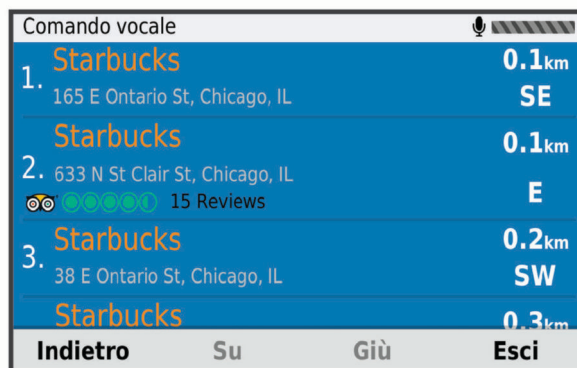 Comando vocale
1. Starbucks 0.1km
165 E Ontario St, Chicago, IL SE
2. Starbucks 0.1km
633 N St Clair St, Chicago, IL E
15 Reviews
3. Starbucks 0.2km
38 E Ontario St, Chicago, IL SW
Starbucks 0.3km
Indietro Su Giù Esci